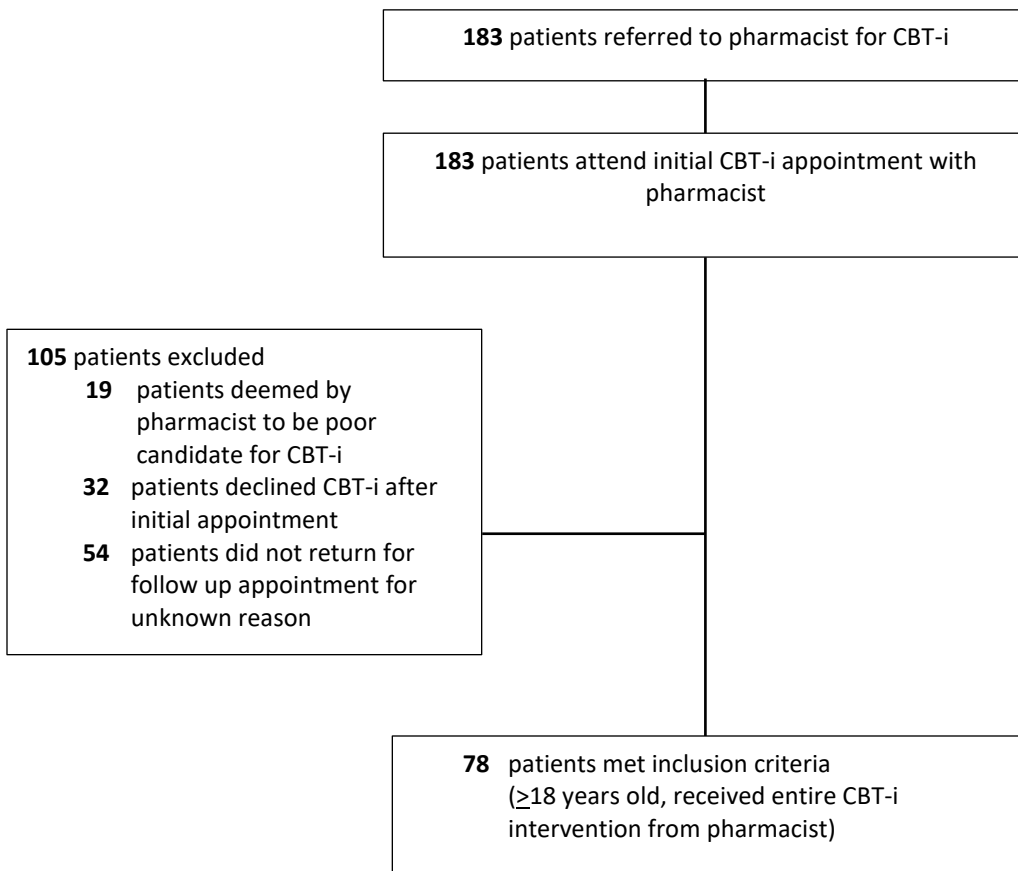 183 patients referred to pharmacist for CBT-i
183 patients attend initial CBT-i appointment with
pharmacist
105 patients excluded
19 patients deemed by
pharmacist to be poor
candidate for CBT-i
32 patients declined CBT-i after
initial appointment
54 patients did not return for
follow up appointment for
unknown reason
78 patients met inclusion criteria
(≥18 years old, received entire CBT-i
intervention from pharmacist)